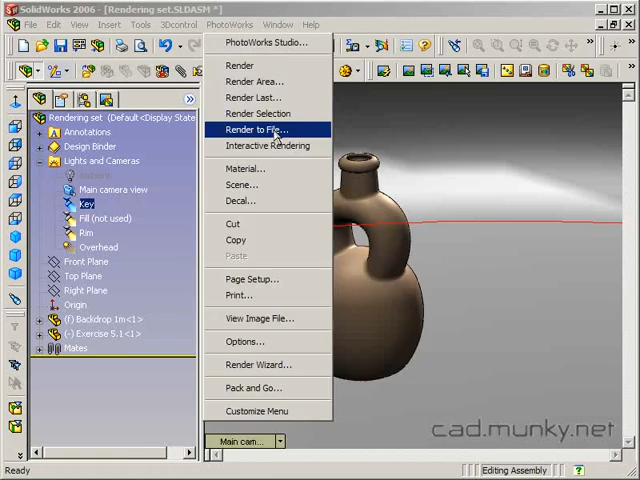 SolidWorks 2006 - [Rendering set.SLDASM *]
File Edit View Insert Tools 3Dcontrol PhotoWorks Window Help
PhotoWorks Studio...
Render
Render Area...
Render Last...
Render Selection
Render to File...
Interactive Rendering
Material...
Scene...
Decal...
Cut
Copy
Paste
Page Setup...
Print...
View Image File...
Options...
Render Wizard...
Pack and Go...
Customize Menu
Rendering set (Default<Display State
Annotations
Design Binder
Lights and Cameras
Ambient
Main camera view
Key
Fill (not used)
Rim
Overhead
Front Plane
Top Plane
Right Plane
Origin
(f) Backdrop 1m<1>
(-) Exercise 5.1<1>
Mates
Main cam...
cad.munky.net
Ready
Editing Assembly